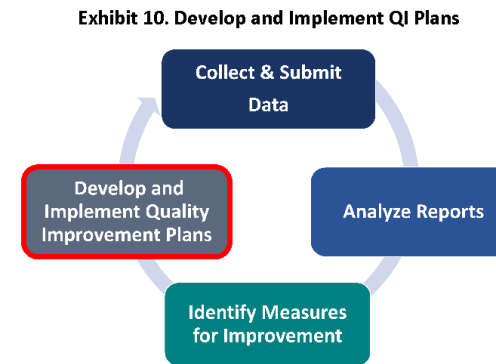 Exhibit 10. Develop and Implement QI Plans
Collect & Submit
Data
Analyze Reports
Identify Measures
for Improvement
Develop and
Implement Quality
Improvement Plans